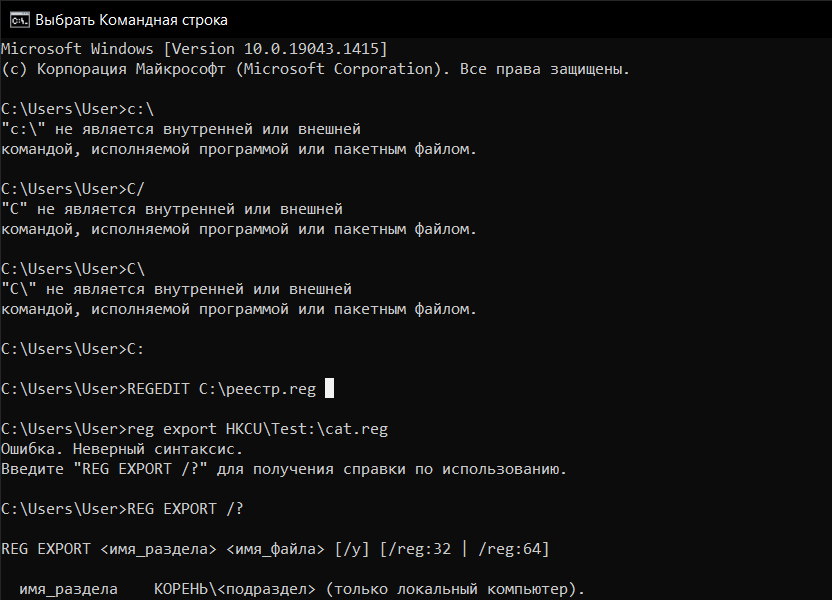 Выбрать Командная строка
Microsoft Windows [Version 10.0.19043.1415]
(c) Корпорация Майкрософт (Microsoft Corporation). Все права защищены.
C:\Users\User>c:\
"c:\" не является внутренней или внешней
командой, исполняемой программой или пакетным файлом.
C:\Users\User>C/
"C" не является внутренней или внешней
командой, исполняемой программой или пакетным файлом.
C:\Users\User>C\
"C\" не является внутренней или внешней
командой, исполняемой программой или пакетным файлом.
C:\Users\User>C:
C:\Users\User>REGEDIT C:\реестр.reg
C:\Users\User>reg export HKCU\Test:\cat.reg
Ошибка. Неверный синтаксис.
Введите "REG EXPORT /?" для получения справки по использованию.
C:\Users\User>REG EXPORT /?
REG EXPORT <имя_раздела> <имя_файла> [/y] [/reg:32 | /reg:64]
имя_раздела КОРЕНЬ\<подраздел> (только локальный компьютер).